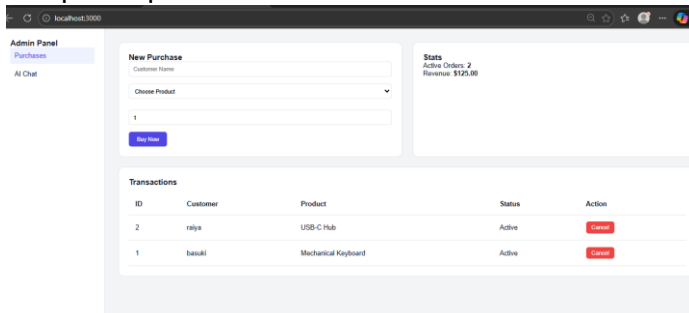 localhost:3000
Admin Panel
Purchases
AI Chat
New Purchase
Customer Name
Choose Product
1
Buy Now
Stats
Active Orders: 2
Revenue: $125.00
Transactions
ID Customer Product Status Action
2 raiya USB-C Hub Active Cancel
1 basuki Mechanical Keyboard Active Cancel